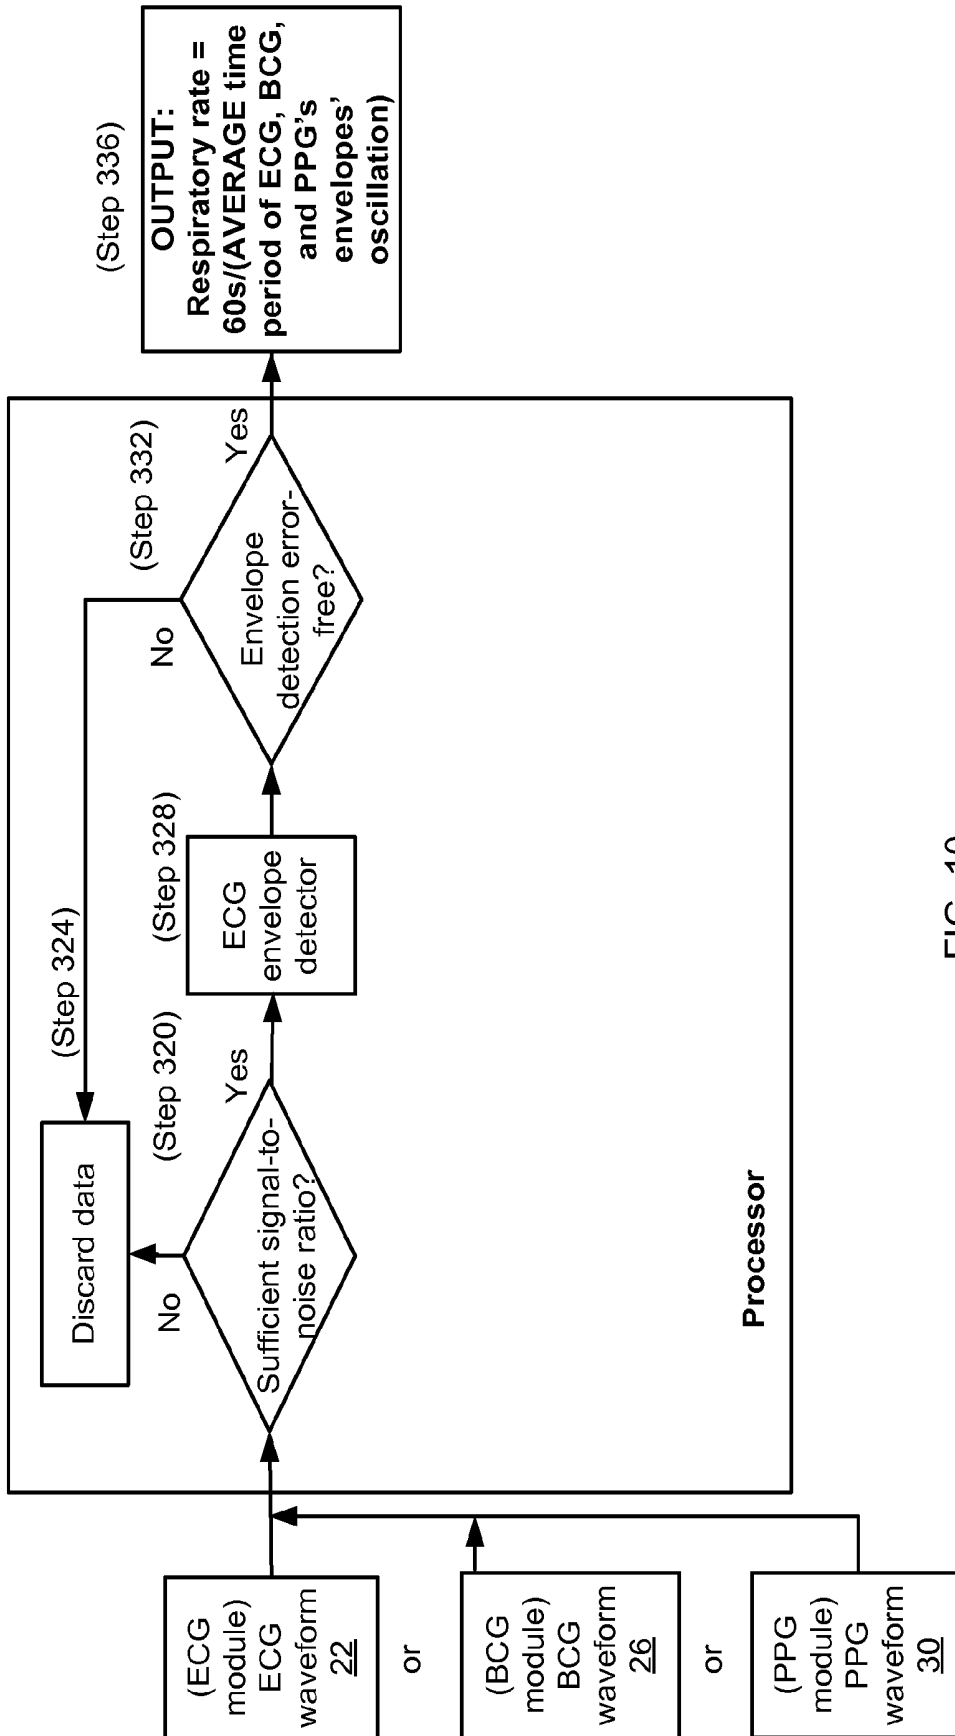 (ECG
module)
ECG
waveform
22
or
(BCG
module)
BCG
waveform
26
or
(PPG
module)
PPG
waveform
30
Processor
Sufficient signal-to-
noise ratio?
(Step 320)
No
Yes
Discard data
(Step 324)
(Step 328)
ECG
envelope
detector
(Step 332)
Envelope
detection error-
free?
No
Yes
(Step 336)
OUTPUT:
Respiratory rate =
60s/(AVERAGE time
period of ECG, BCG,
and PPG's
envelopes'
oscillation)